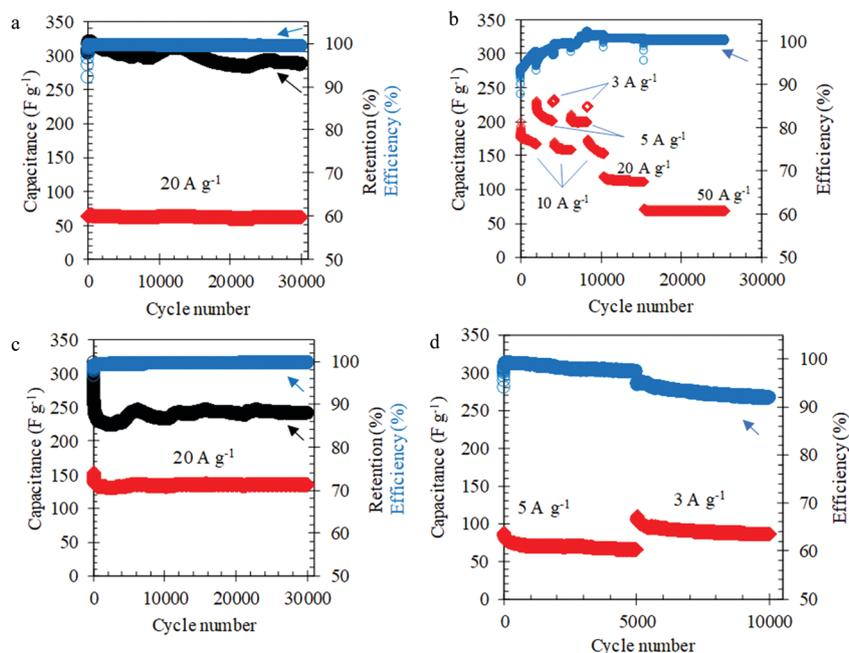 a
350
300
250
200
150
100
50
0
Capacitance (F g-1)
20 A g-1
100
90
80
70
60
50
Retention (%)
Efficiency (%)
0 10000 20000 30000
Cycle number
b
350
300
250
200
150
100
50
0
Capacitance (F g-1)
3 A g-1
5 A g-1
10 A g-1
20 A g-1
50 A g-1
100
90
80
70
60
50
Efficiency (%)
0 10000 20000 30000
Cycle number
c
350
300
250
200
150
100
50
0
Capacitance (F g-1)
20 A g-1
100
90
80
70
60
50
Retention (%)
Efficiency (%)
0 10000 20000 30000
Cycle number
d
350
300
250
200
150
100
50
0
Capacitance (F g-1)
5 A g-1
3 A g-1
100
90
80
70
60
50
Efficiency (%)
0 5000 10000
Cycle number